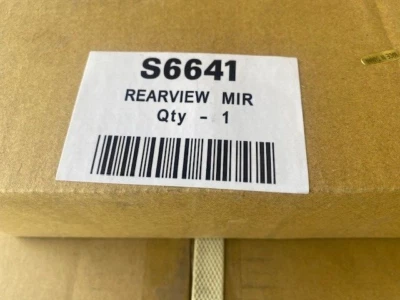 S6641
REARVIEW MIR
Qty - 1